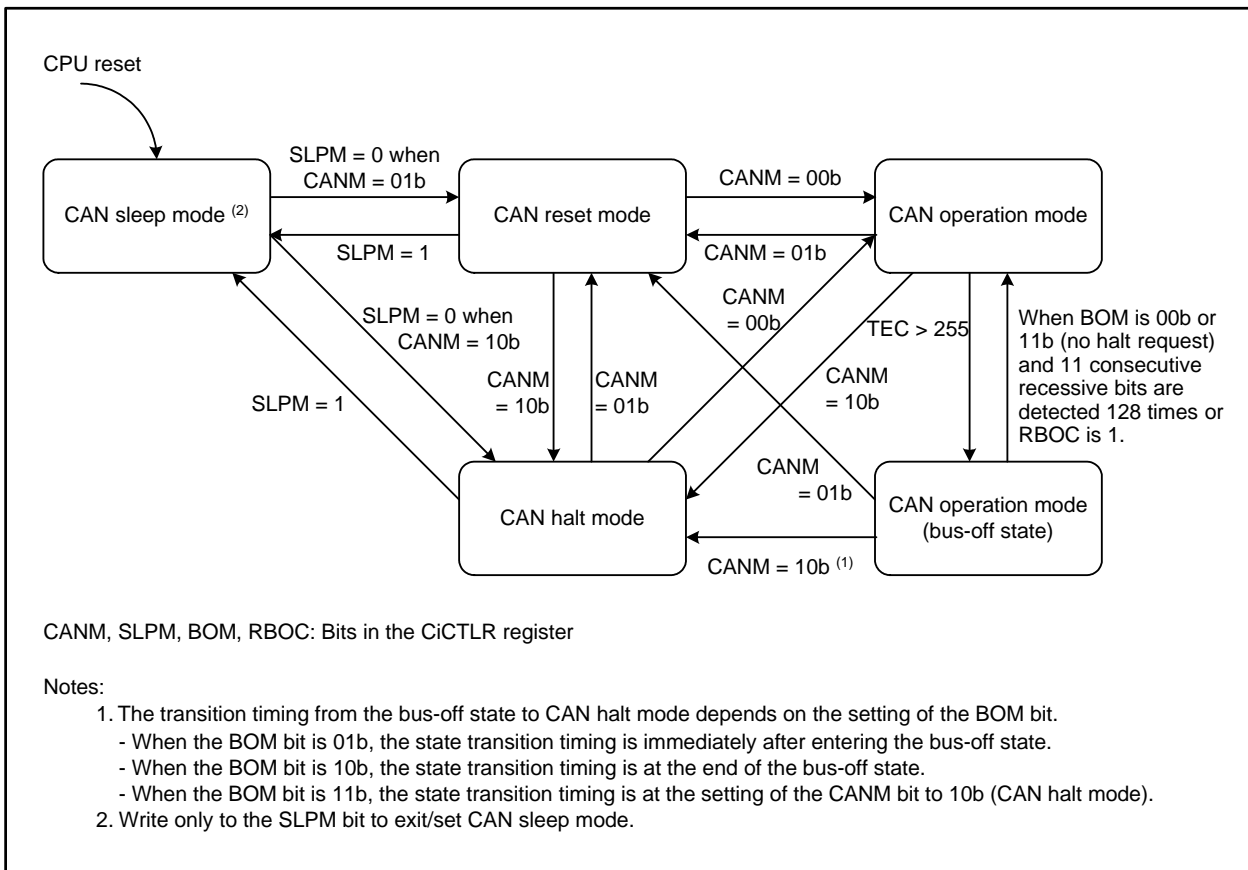 CPU reset
SLPM = 0 when
CANM = 01b
CANM = 00b
CAN sleep mode (2)
CAN reset mode
CAN operation mode
SLPM = 1
CANM = 01b
SLPM = 0 when
CANM = 10b
CANM
= 00b
TEC > 255
When BOM is 00b or
11b (no halt request)
and 11 consecutive
recessive bits are
detected 128 times or
RBOC is 1.
SLPM = 1
CANM
= 10b
CANM
= 01b
CANM
= 10b
CANM
= 01b
CAN halt mode
CAN operation mode
(bus-off state)
CANM = 10b (1)
CANM, SLPM, BOM, RBOC: Bits in the CiCTLR register
Notes:
1. The transition timing from the bus-off state to CAN halt mode depends on the setting of the BOM bit.
- When the BOM bit is 01b, the state transition timing is immediately after entering the bus-off state.
- When the BOM bit is 10b, the state transition timing is at the end of the bus-off state.
- When the BOM bit is 11b, the state transition timing is at the setting of the CANM bit to 10b (CAN halt mode).
2. Write only to the SLPM bit to exit/set CAN sleep mode.